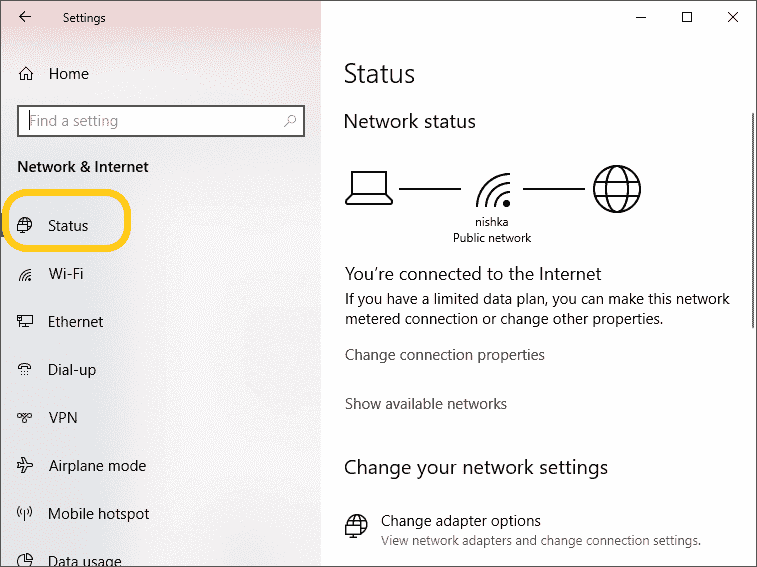 Settings
Home
Find a setting
Network & Internet
Status
Wi-Fi
Ethernet
Dial-up
VPN
Airplane mode
Mobile hotspot
Data usage
Status
Network status
nishka
Public network
You're connected to the Internet
If you have a limited data plan, you can make this network
metered connection or change other properties.
Change connection properties
Show available networks
Change your network settings
Change adapter options
View network adapters and change connection settings.